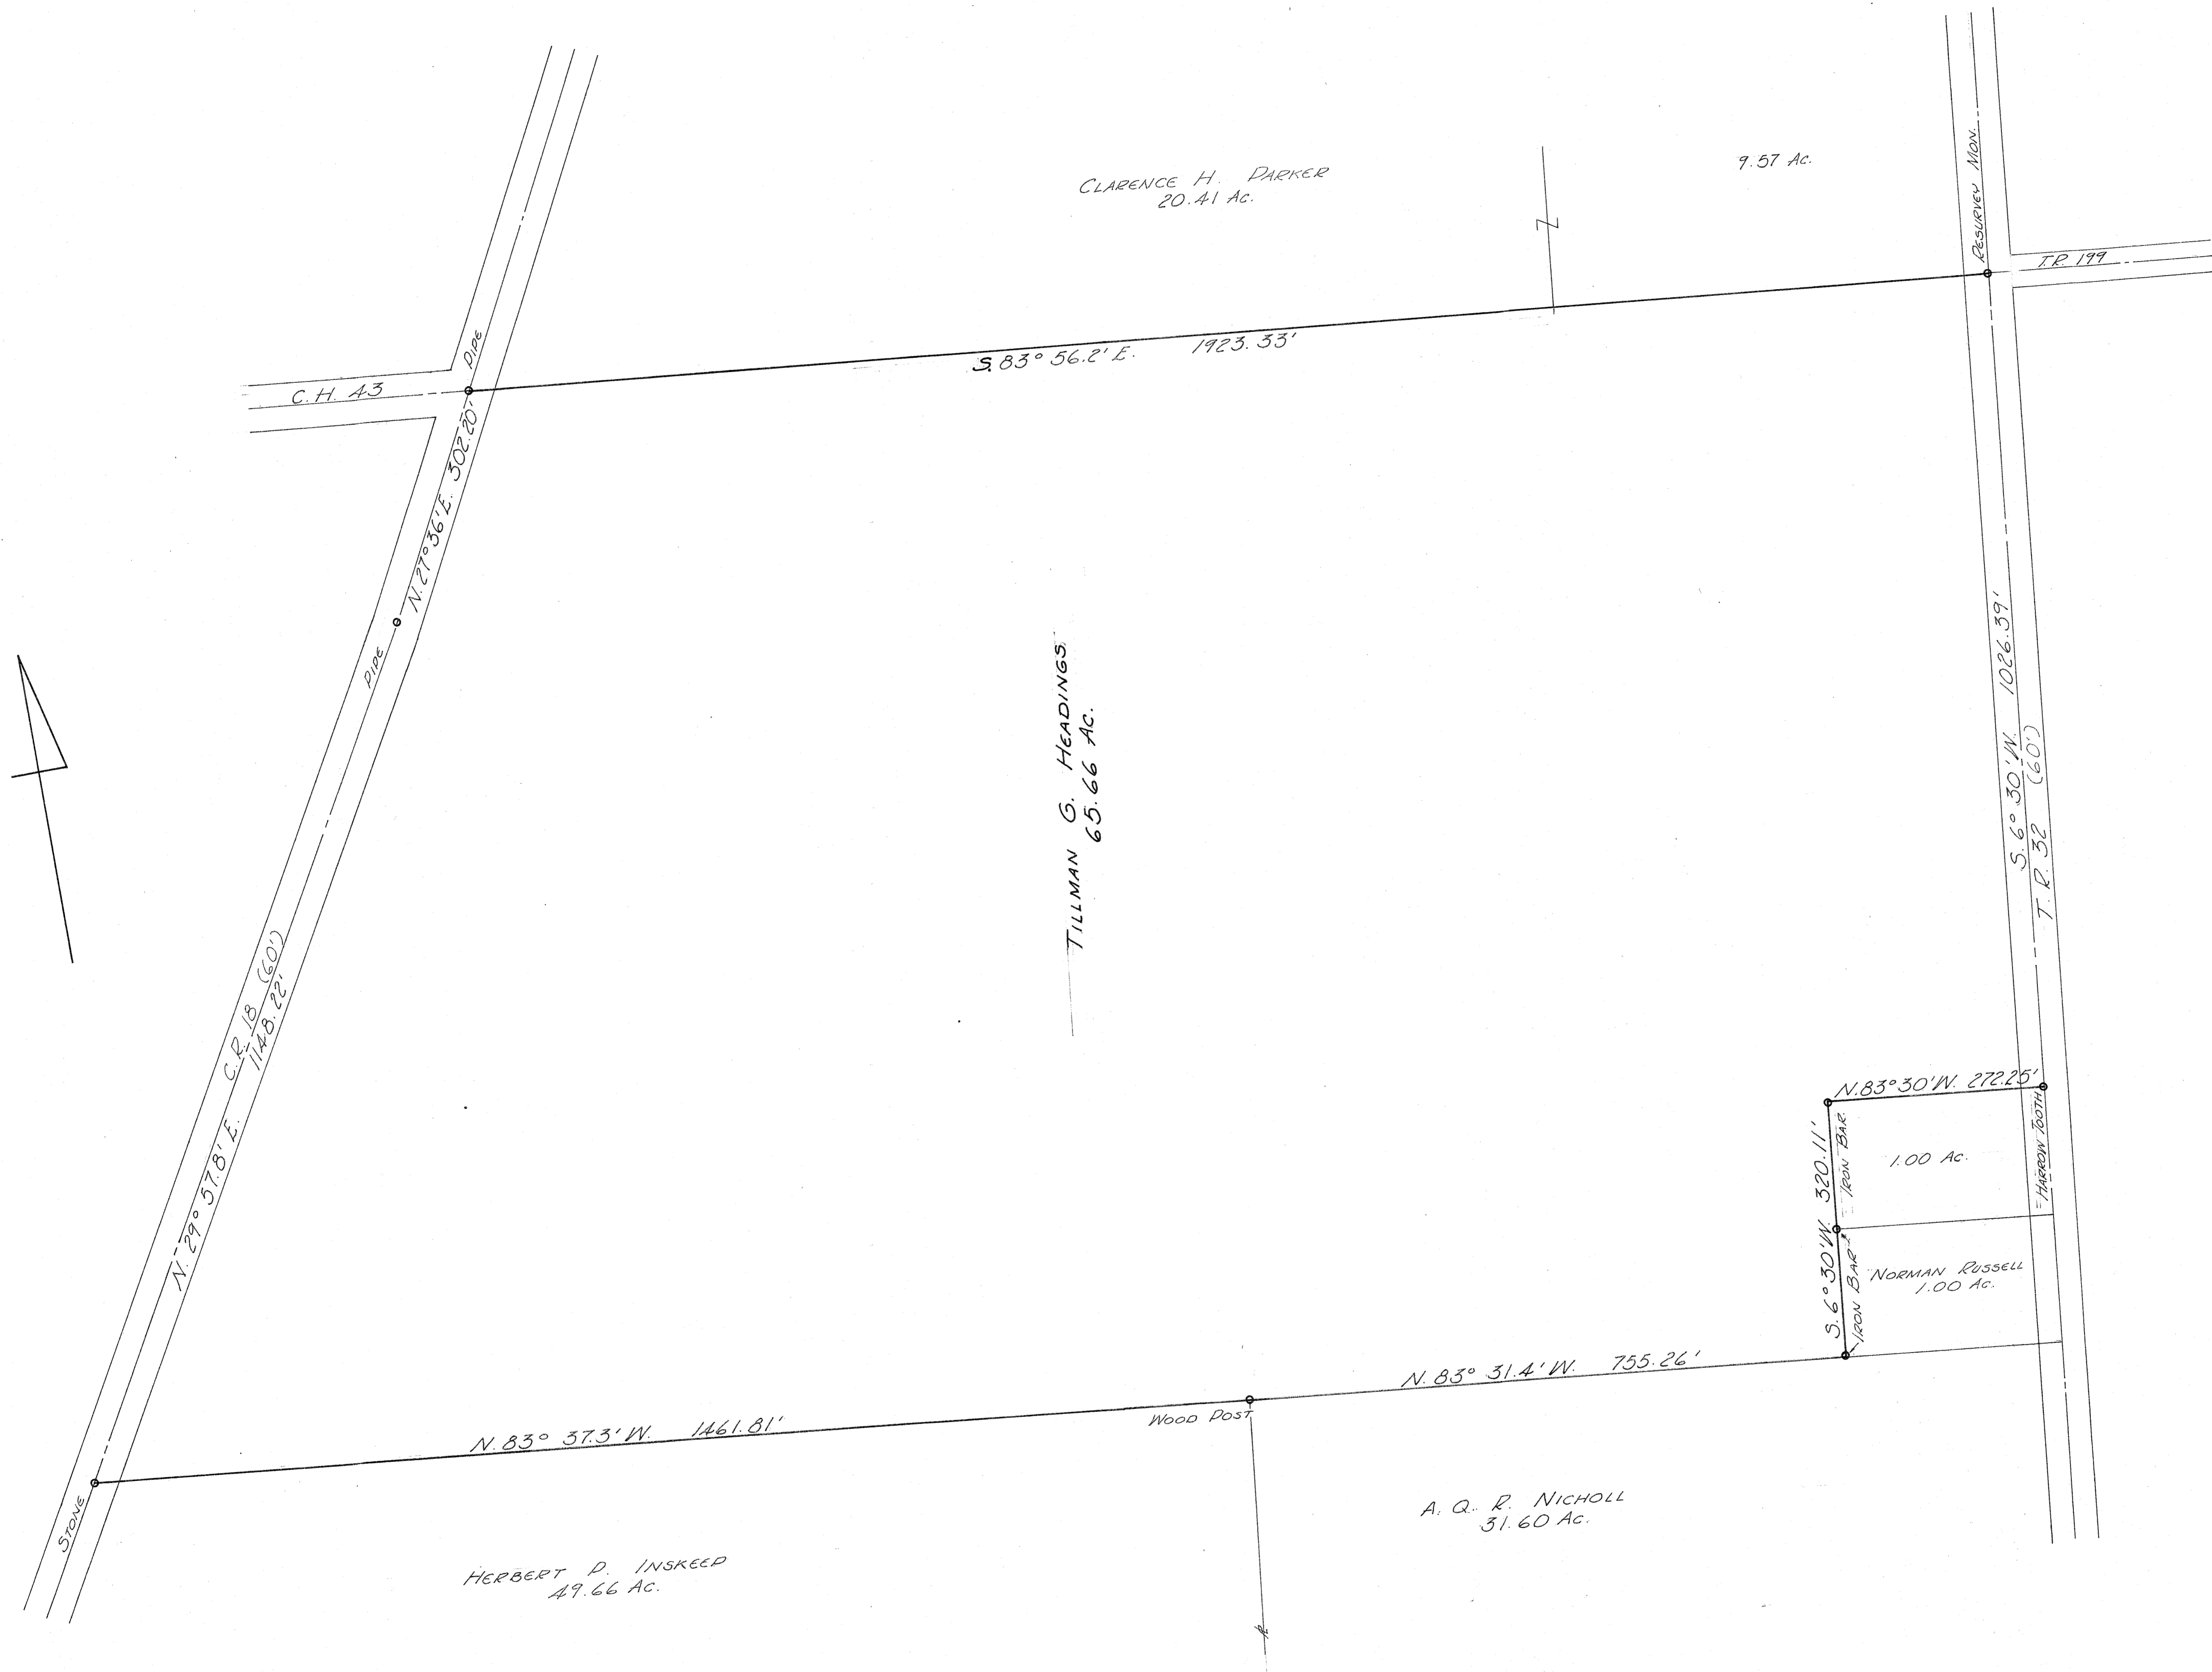 CLARENCE H. PARKER
20.41 AC.
9.57 AC.
RESURVEY MON.
T.R. 199
C. H. 43
PIPE
S. 83° 56.2' E. 1923.33'
N. 27° 36' E. 302.20'
PIPE
TILLMAN G. HEADINGS
65.66 AC.
S. 6° 30' W. 1026.39'
T. R. 32 (60')
C. R. 18 (60')
N. 29° 57.8' E. 1148.22'
N. 83° 30' W. 272.25'
S. 6° 30' W. 320.11'
IRON BAR.
1.00 AC.
HARROW TOOTH
IRON BAR
NORMAN RUSSELL
1.00 AC.
N. 83° 31.4' W. 755.26'
WOOD POST
N. 83° 37.3' W. 1461.81'
STONE
A. Q. R. NICHOLL
31.60 AC.
HERBERT P. INSKEEP
49.66 AC.